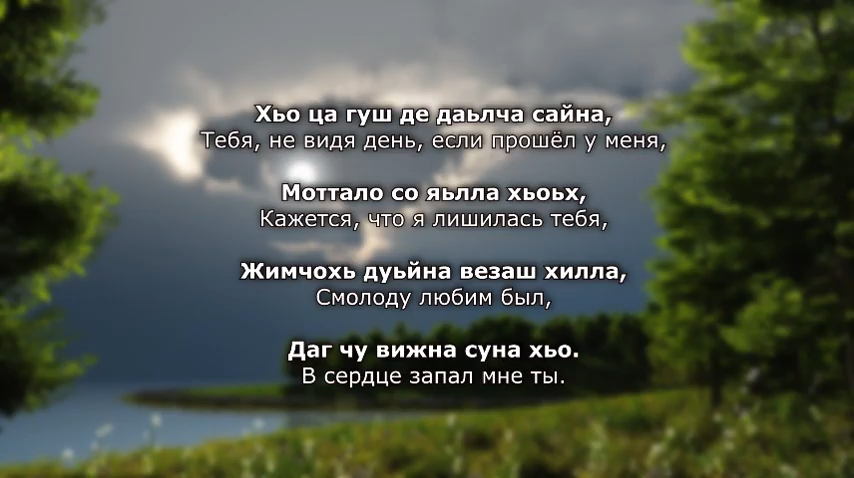 Хьо ца гуш де даьлча сайна,
Тебя, не видя день, если прошёл у меня,
Моттало со яьлла хьоьх,
Кажется, что я лишилась тебя,
Жимчохь дуьйна везаш хилла,
Смолоду любим был,
Даг чу вижна суна хьо.
В сердце запал мне ты.